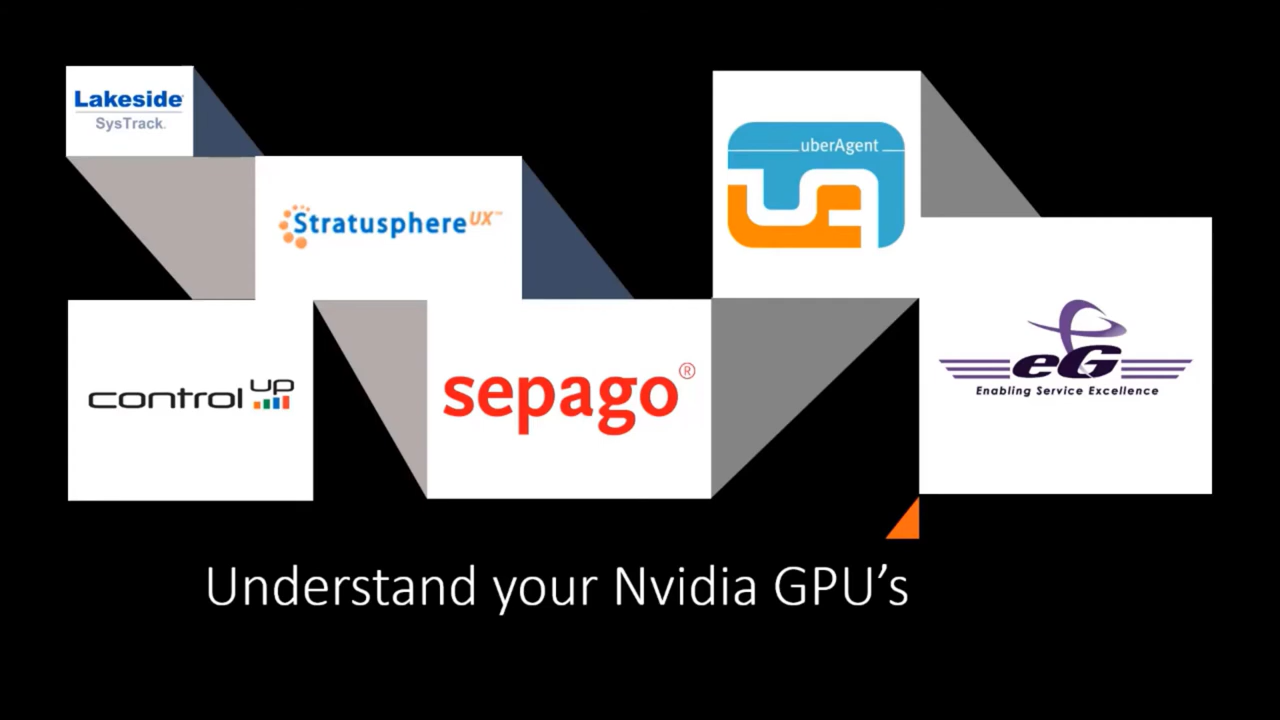 Lakeside
SysTrack
Stratusphere UX™
uberAgent
control up
sepago®
eG
Enabling Service Excellence
Understand your Nvidia GPU's